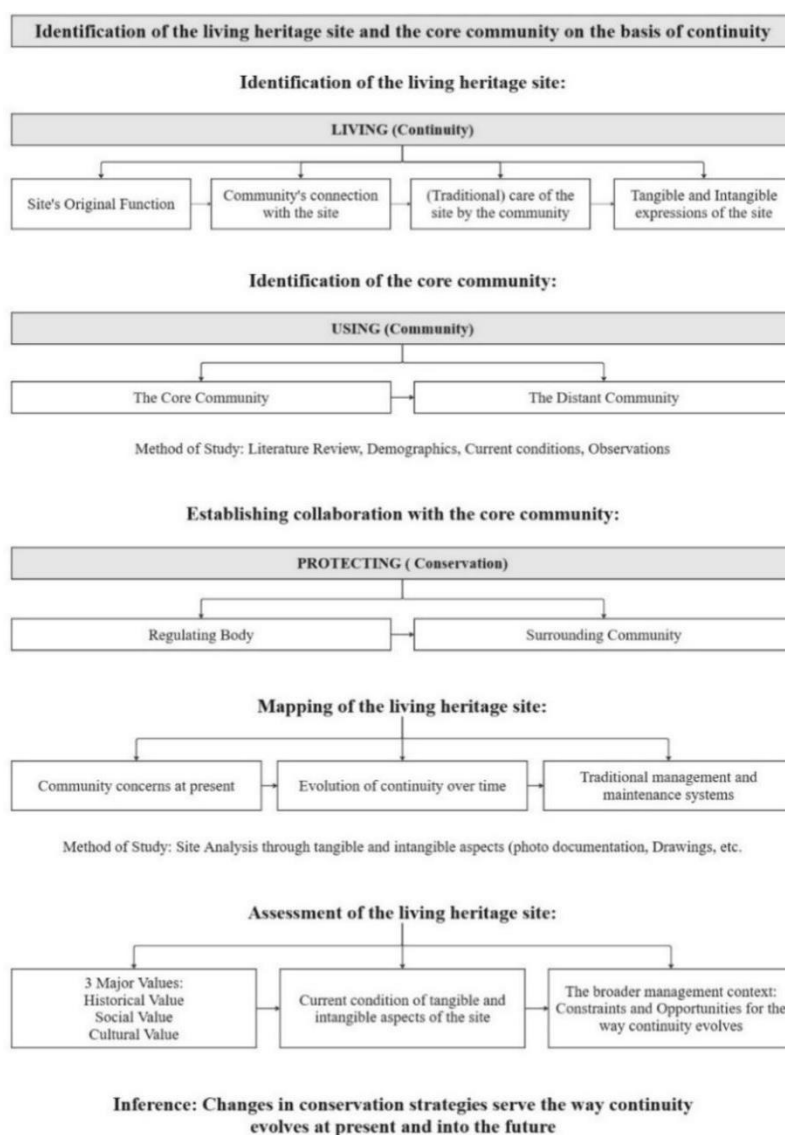 Identification of the living heritage site and the core community on the basis of continuity
Identification of the living heritage site:
LIVING (Continuity)
Site's Original Function
Community's connection
with the site
(Traditional) care of the
site by the community
Tangible and Intangible
expressions of the site
Identification of the core community:
USING (Community)
The Core Community
The Distant Community
Method of Study: Literature Review, Demographics, Current conditions, Observations
Establishing collaboration with the core community:
PROTECTING ( Conservation)
Regulating Body
Surrounding Community
Mapping of the living heritage site:
Community concerns at present
Evolution of continuity over time
Traditional management and
maintenance systems
Method of Study: Site Analysis through tangible and intangible aspects (photo documentation, Drawings, etc.
Assessment of the living heritage site:
3 Major Values:
Historical Value
Social Value
Cultural Value
Current condition of tangible and
intangible aspects of the site
The broader management context:
Constraints and Opportunities for the
way continuity evolves
Inference: Changes in conservation strategies serve the way continuity
evolves at present and into the future